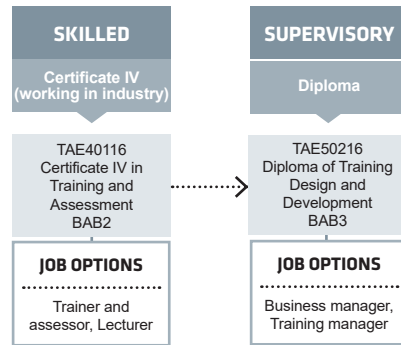 SKILLED
Certificate IV
(working in industry)
TAE40116
Certificate IV in
Training and
Assessment
BAB2
JOB OPTIONS
Trainer and
assessor, Lecturer
SUPERVISORY
Diploma
TAE50216
Diploma of Training
Design and
Development
BAB3
JOB OPTIONS
Business manager,
Training manager